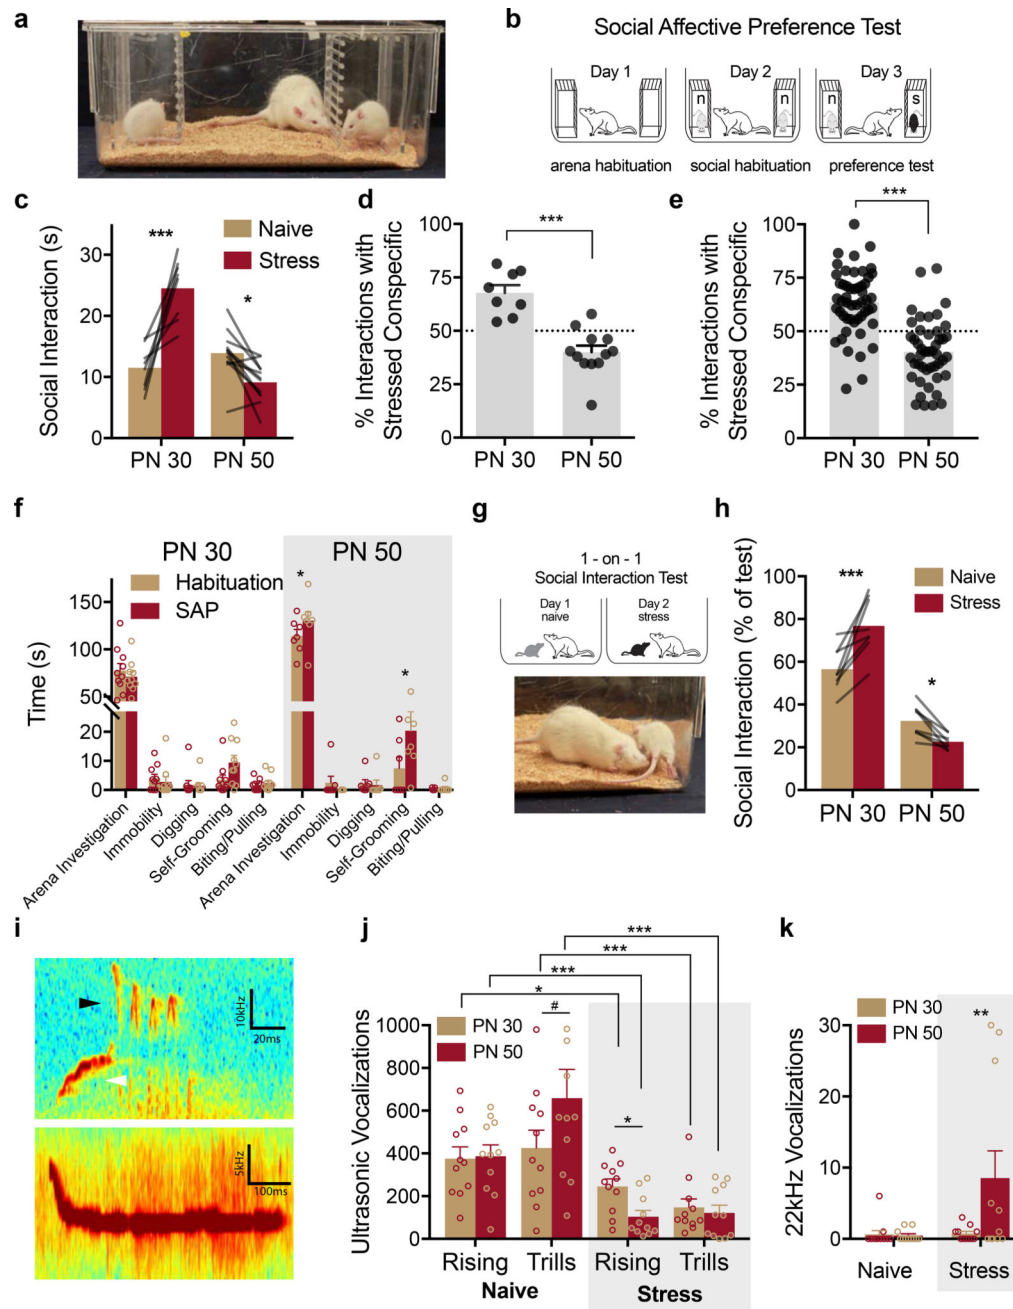 a
b
Social Affective Preference Test
Day 1
Day 2
Day 3
n
n
n
s
arena habituation
social habituation
preference test
c
Social Interaction (s)
30
20
10
0
***
*
Naive
Stress
PN 30
PN 50
d
% Interactions with
Stressed Conspecific
100
75
50
25
0
***
PN 30
PN 50
e
% Interactions with
Stressed Conspecific
100
75
50
25
0
***
PN 30
PN 50
f
PN 30
PN 50
Habituation
SAP
Time (s)
150
100
50
20
10
0
*
*
Arena Investigation
Immobility
Digging
Self-Grooming
Biting/Pulling
Arena Investigation
Immobility
Digging
Self-Grooming
Biting/Pulling
g
1 - on - 1
Social Interaction Test
Day 1
naive
Day 2
stress
h
Social Interaction (% of test)
100
80
60
40
20
0
***
*
Naive
Stress
PN 30
PN 50
i
10kHz
20ms
5kHz
100ms
j
Ultrasonic Vocalizations
1000
800
600
400
200
0
***
***
***
*
#
*
PN 30
PN 50
Rising
Trills
Rising
Trills
Naive
Stress
k
22kHz Vocalizations
30
20
10
0
PN 30
PN 50
**
Naive
Stress